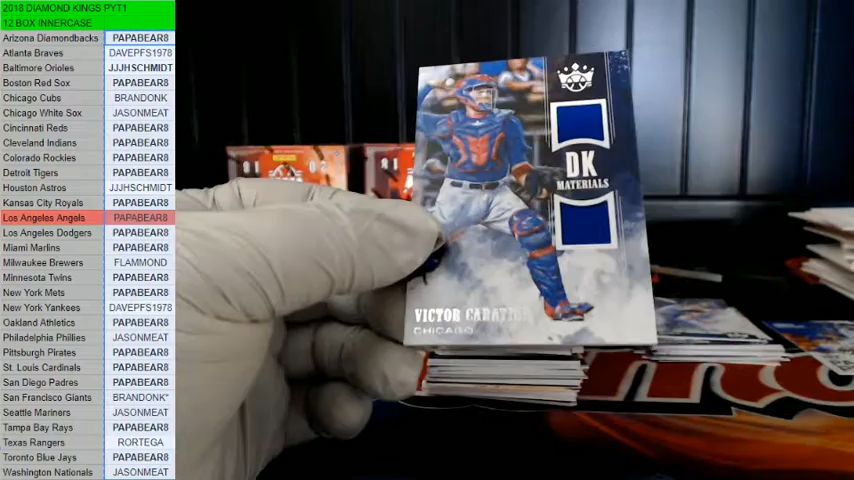 2018 DIAMOND KINGS PYT1
12 BOX INNERCASE
Arizona Diamondbacks PAPABEAR8
Atlanta Braves DAVEPFS1978
Baltimore Orioles JJJHSCHMIDT
Boston Red Sox PAPABEAR8
Chicago Cubs BRANDONK
Chicago White Sox JASONMEAT
Cincinnati Reds PAPABEAR8
Cleveland Indians PAPABEAR8
Colorado Rockies PAPABEAR8
Detroit Tigers PAPABEAR8
Houston Astros JJJHSCHMIDT
Kansas City Royals PAPABEAR8
Los Angeles Angels PAPABEAR8
Los Angeles Dodgers PAPABEAR8
Miami Marlins PAPABEAR8
Milwaukee Brewers FLAMMOND
Minnesota Twins PAPABEAR8
New York Mets PAPABEAR8
New York Yankees DAVEPFS1978
Oakland Athletics PAPABEAR8
Philadelphia Phillies JASONMEAT
Pittsburgh Pirates PAPABEAR8
St. Louis Cardinals PAPABEAR8
San Diego Padres PAPABEAR8
San Francisco Giants BRANDONK*
Seattle Mariners JASONMEAT
Tampa Bay Rays PAPABEAR8
Texas Rangers RORTEGA
Toronto Blue Jays PAPABEAR8
Washington Nationals JASONMEAT
DK
MATERIALS
VICTOR CARATINI
CHICAGO